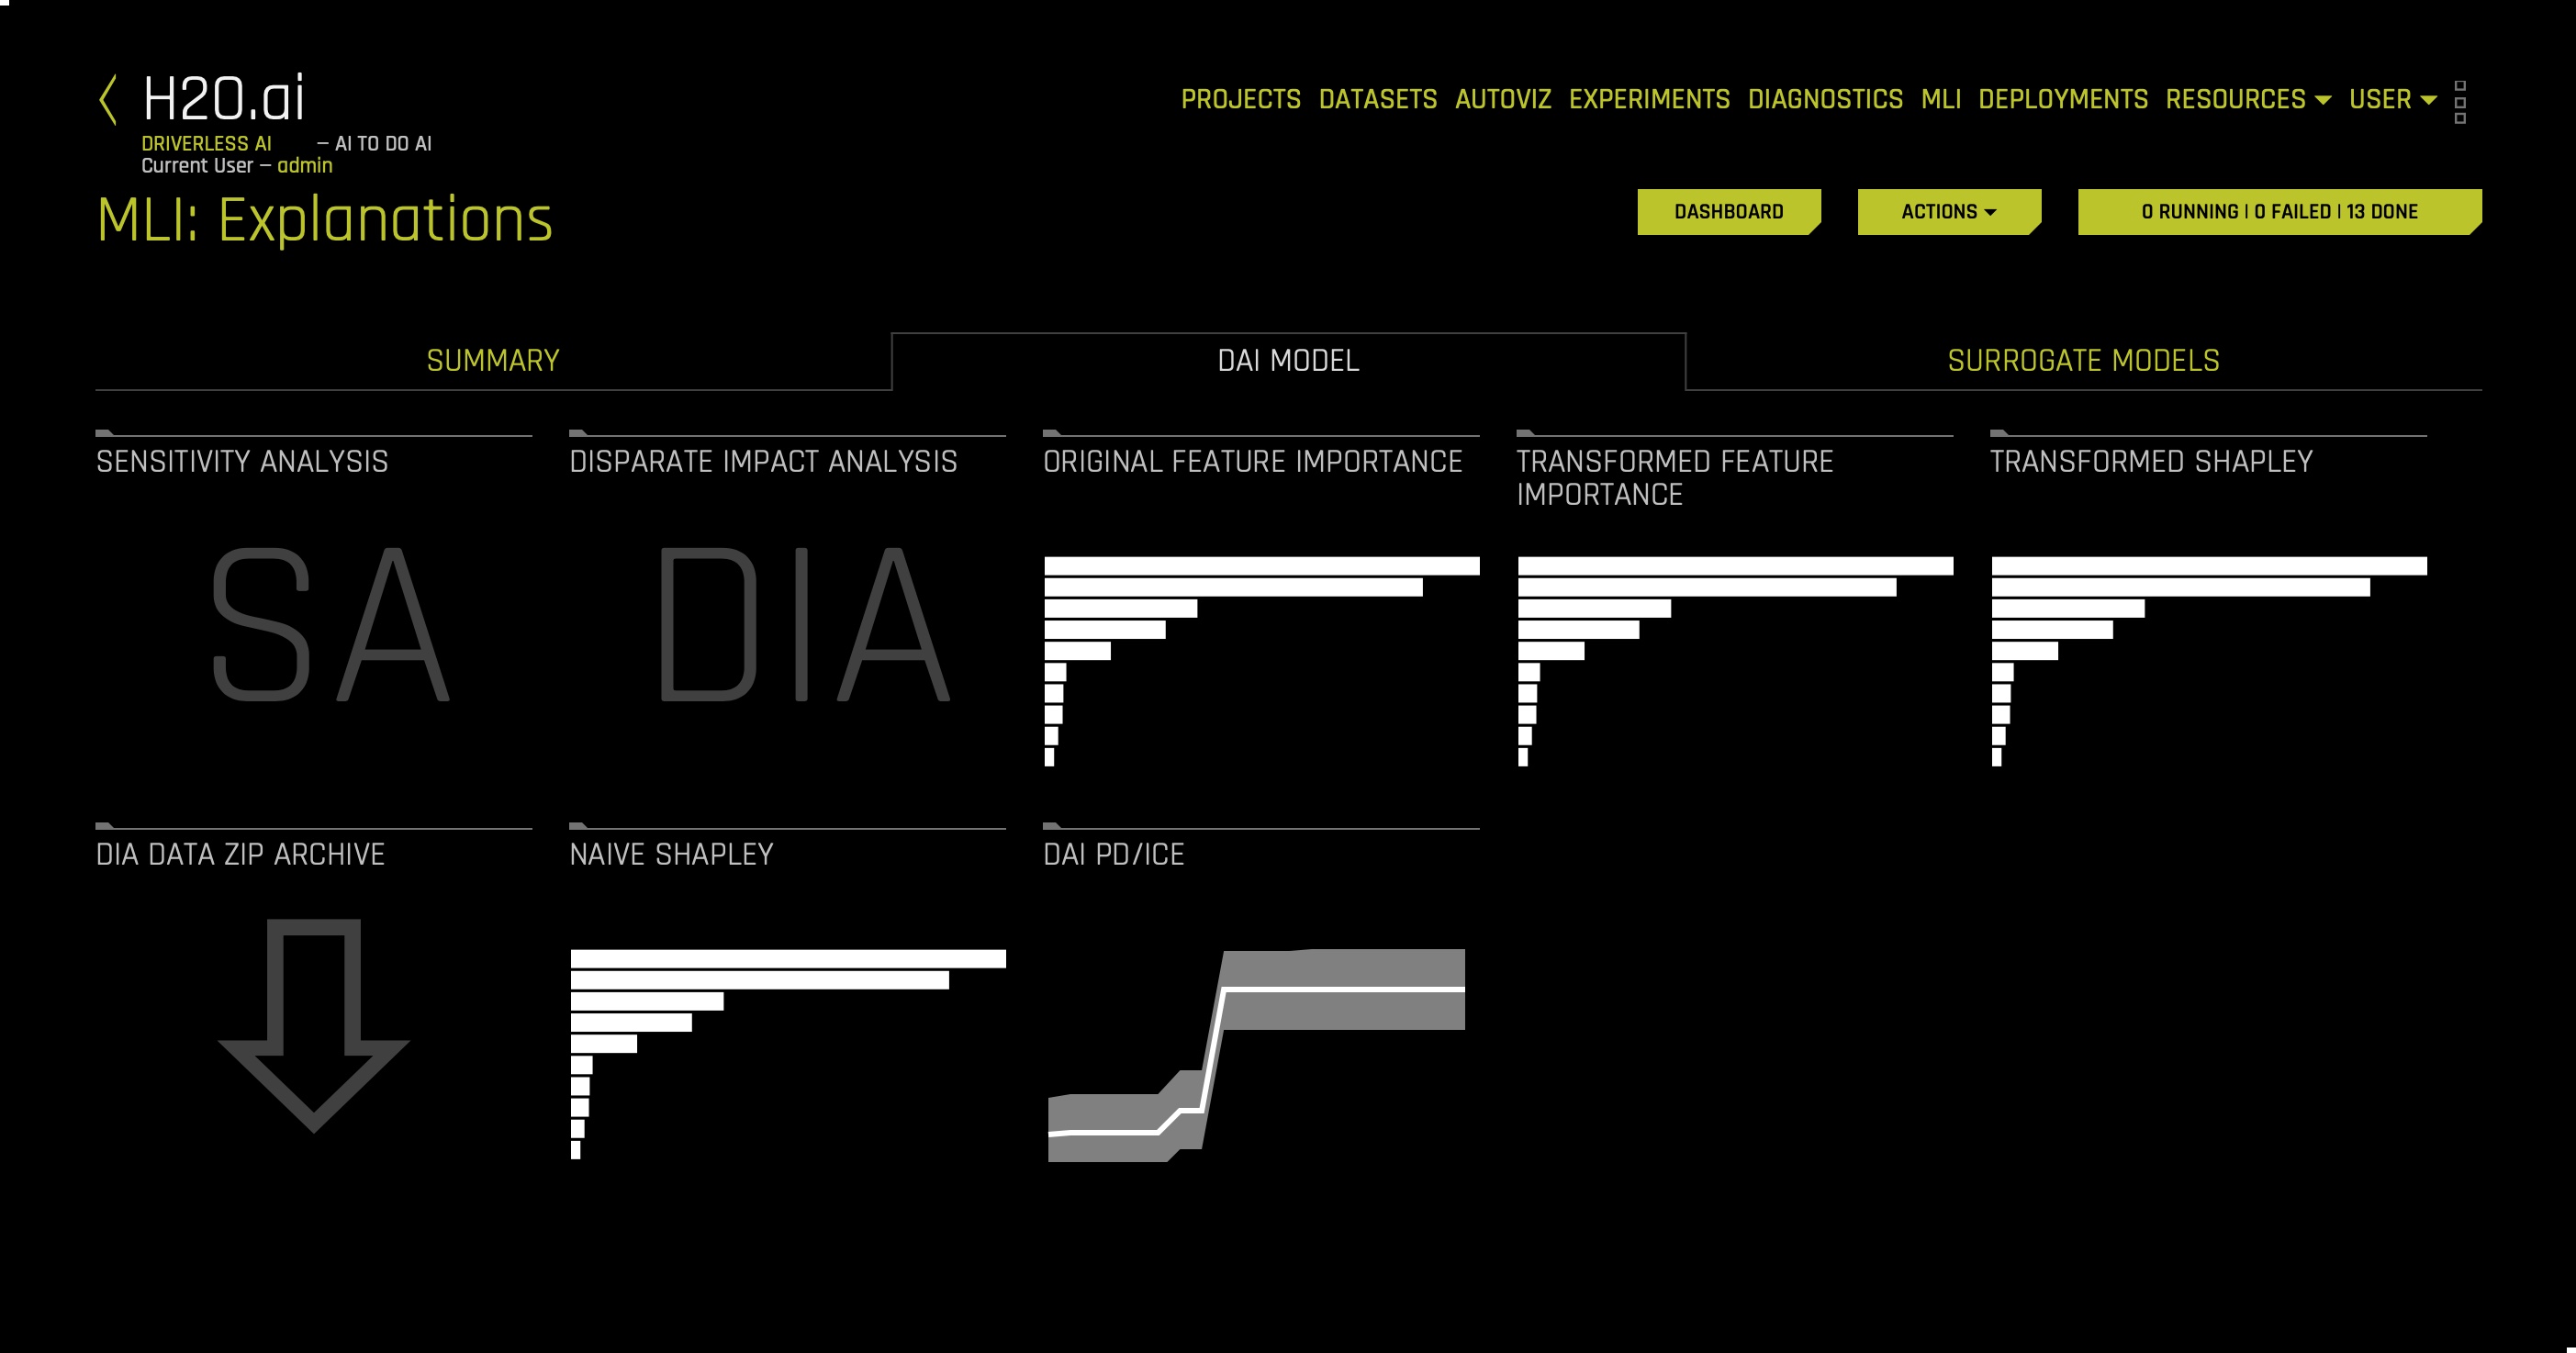 H2O.ai
PROJECTS DATASETS AUTOVIZ EXPERIMENTS DIAGNOSTICS MLI DEPLOYMENTS RESOURCES USER
DRIVERLESS AI — AI TO DO AI
Current User — admin
MLI: Explanations
DASHBOARD ACTIONS 0 RUNNING | 0 FAILED | 13 DONE
SUMMARY DAI MODEL SURROGATE MODELS
SENSITIVITY ANALYSIS DISPARATE IMPACT ANALYSIS ORIGINAL FEATURE IMPORTANCE TRANSFORMED FEATURE TRANSFORMED SHAPLEY
IMPORTANCE
SA DIA
DIA DATA ZIP ARCHIVE NAIVE SHAPLEY DAI PD/ICE